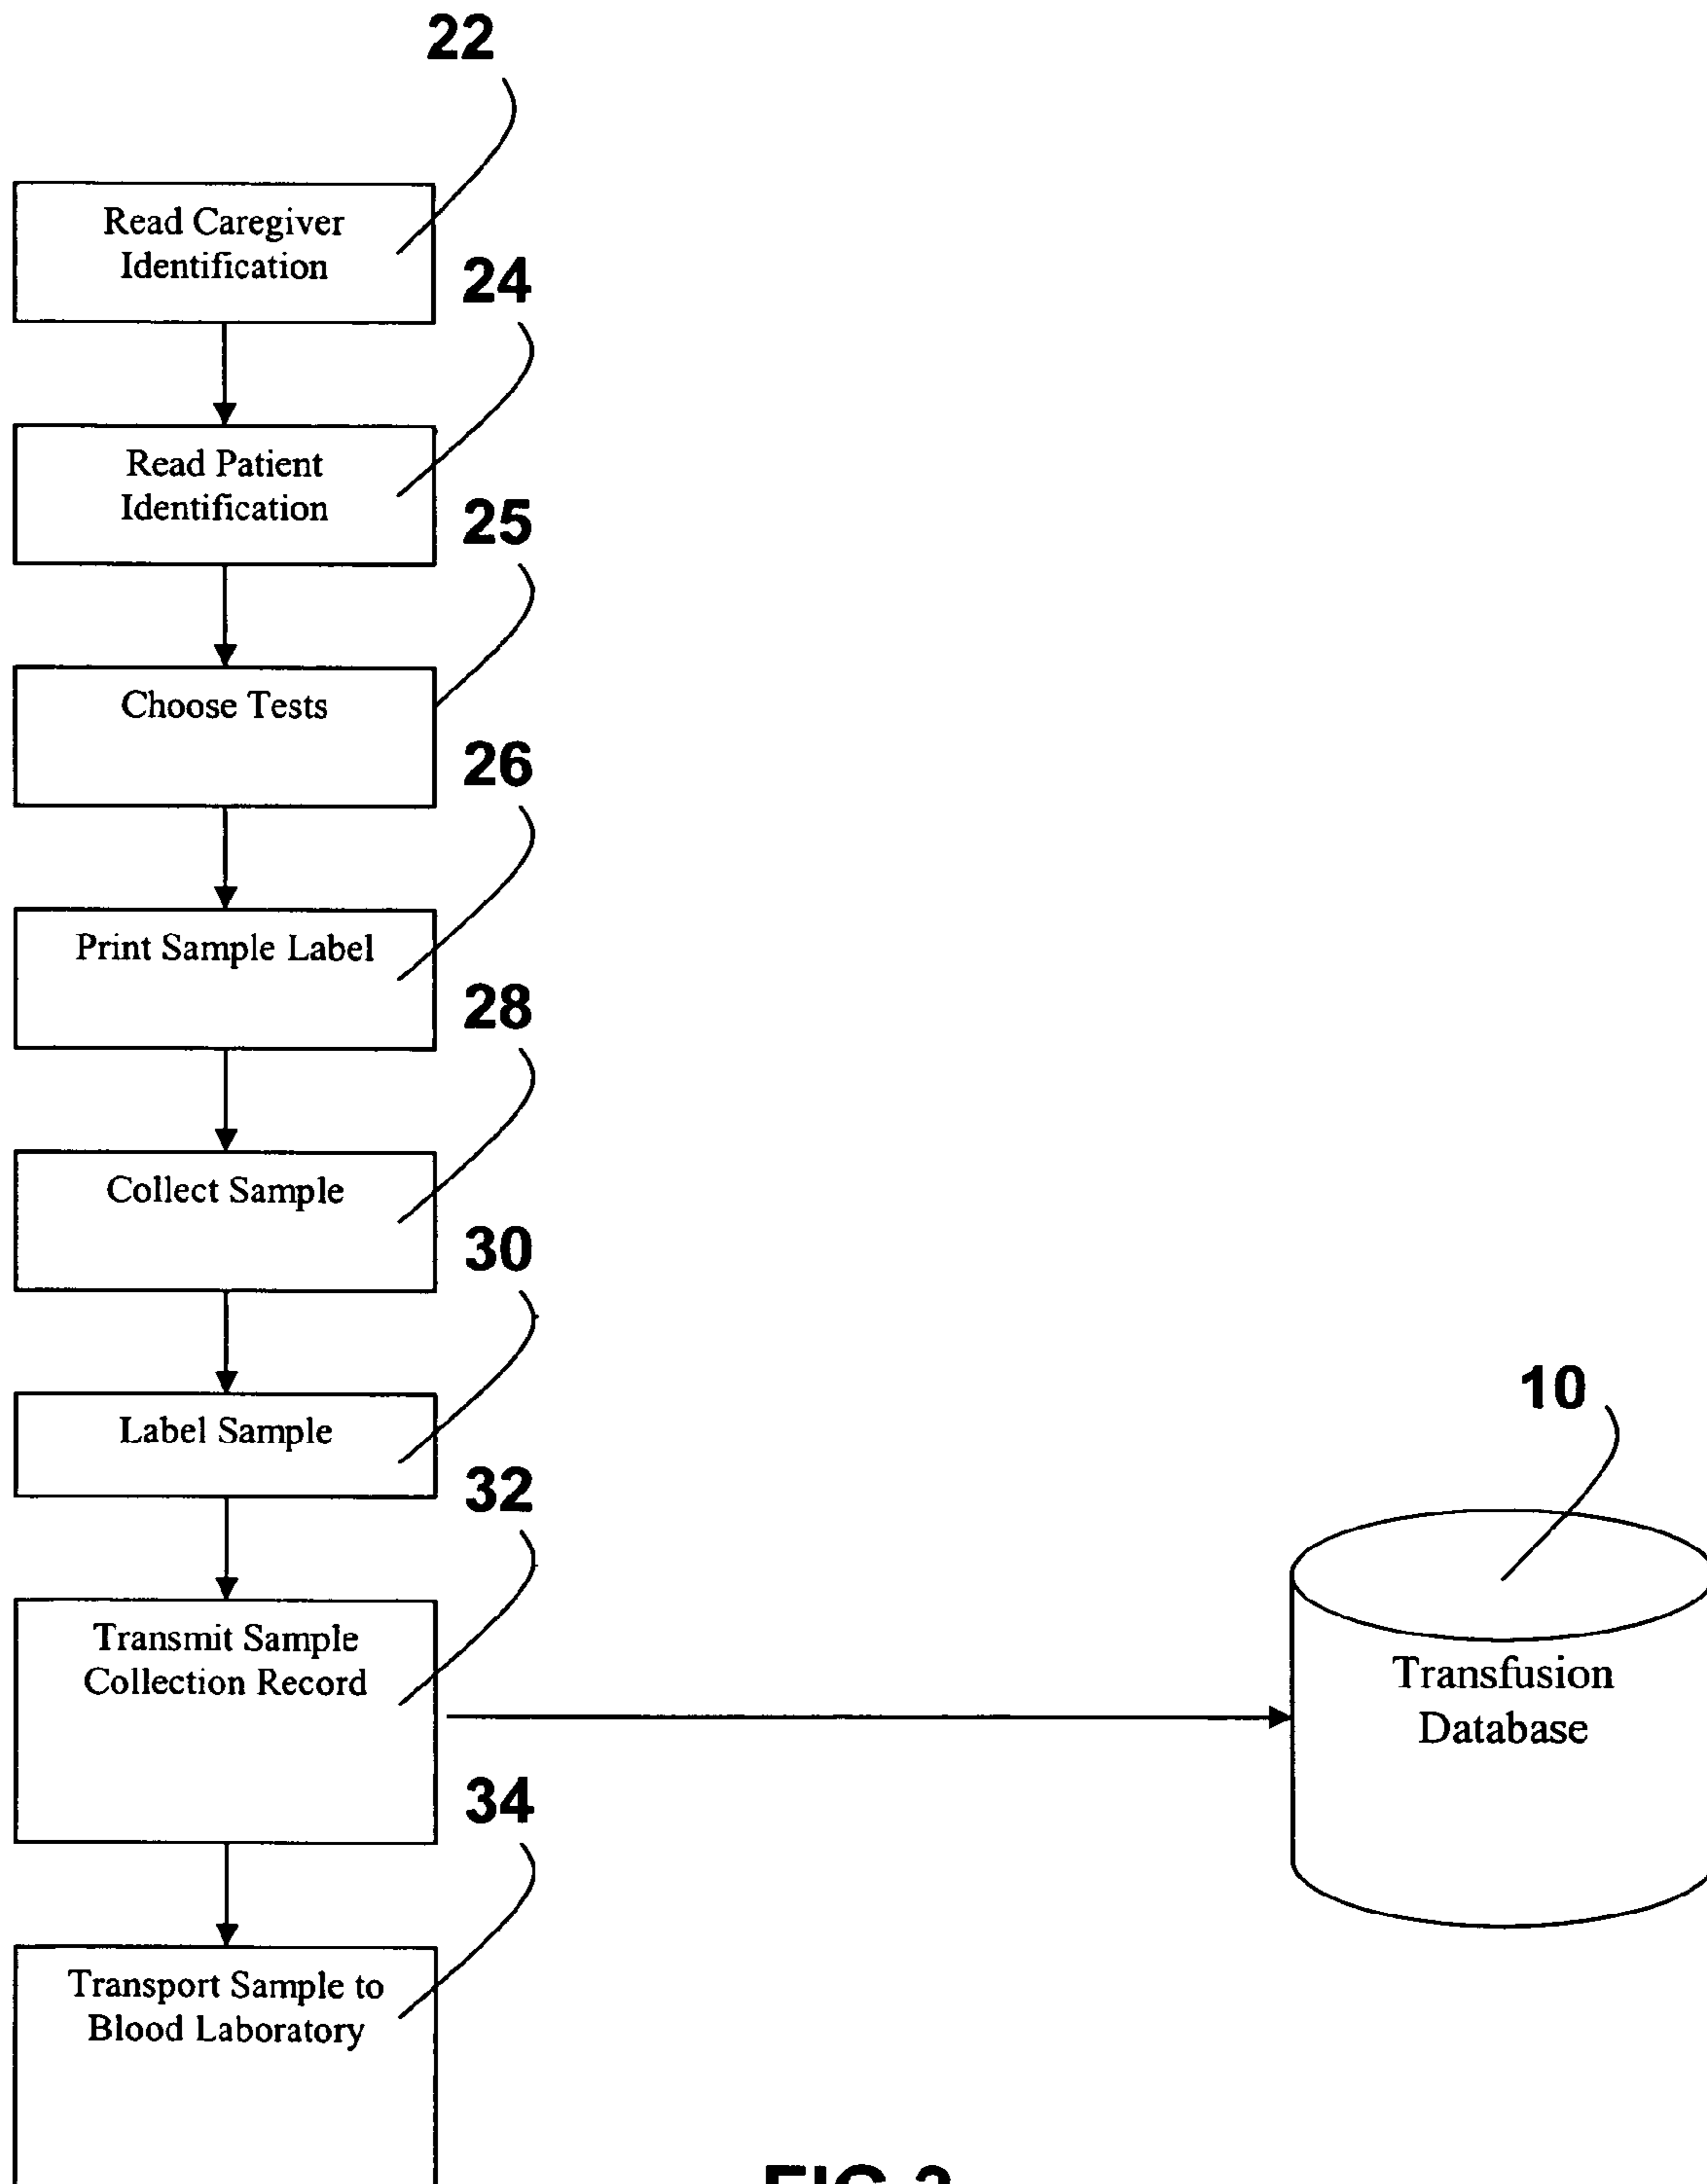 22
Read Caregiver
Identification
24
Read Patient
Identification
25
Choose Tests
26
Print Sample Label
28
Collect Sample
30
Label Sample
32
Transmit Sample
Collection Record
10
Transfusion
Database
34
Transport Sample to
Blood Laboratory